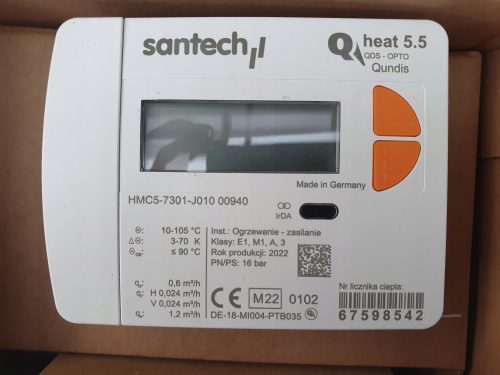 santech
Q heat 5.5
QDS - OPTO
Qundis
Made in Germany
HMC5-7301-J010 00940
IrDA
Θ: 10-105 °C
ΔΘ: 3-70 K
≤ 90 °C
Inst.: Ogrzewanie - zasilanie
Klasy: E1, M1, A, 3
Rok produkcji: 2022
PN/PS: 16 bar
0,6 m³/h
H 0,024 m³/h
V 0,024 m³/h
1,2 m³/h
CE M22 0102
DE-18-MI004-PTB035
Nr licznika ciepła:
67598542